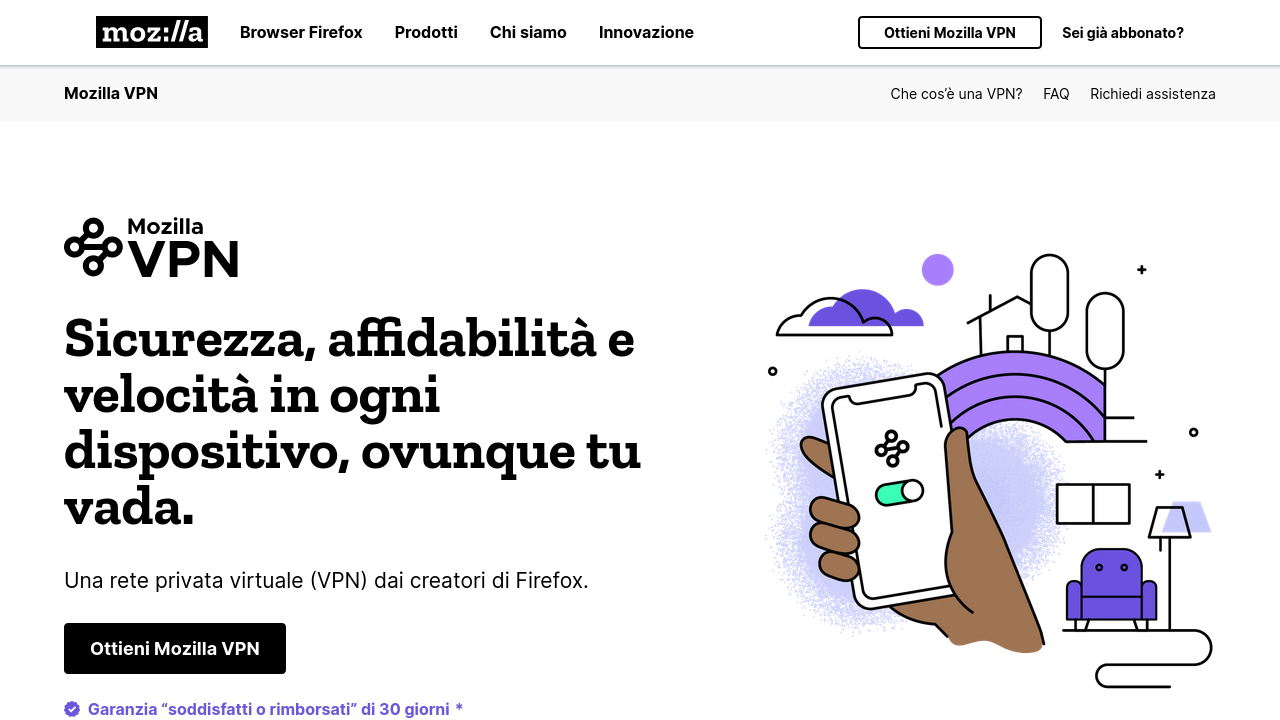 moz://a
Browser Firefox
Prodotti
Chi siamo
Innovazione
Ottieni Mozilla VPN
Sei già abbonato?
Mozilla VPN
Che cos’è una VPN?
FAQ
Richiedi assistenza
Mozilla
VPN
Sicurezza, affidabilità e
velocità in ogni
dispositivo, ovunque tu
vada.
Una rete privata virtuale (VPN) dai creatori di Firefox.
Ottieni Mozilla VPN
Garanzia “soddisfatti o rimborsati” di 30 giorni *